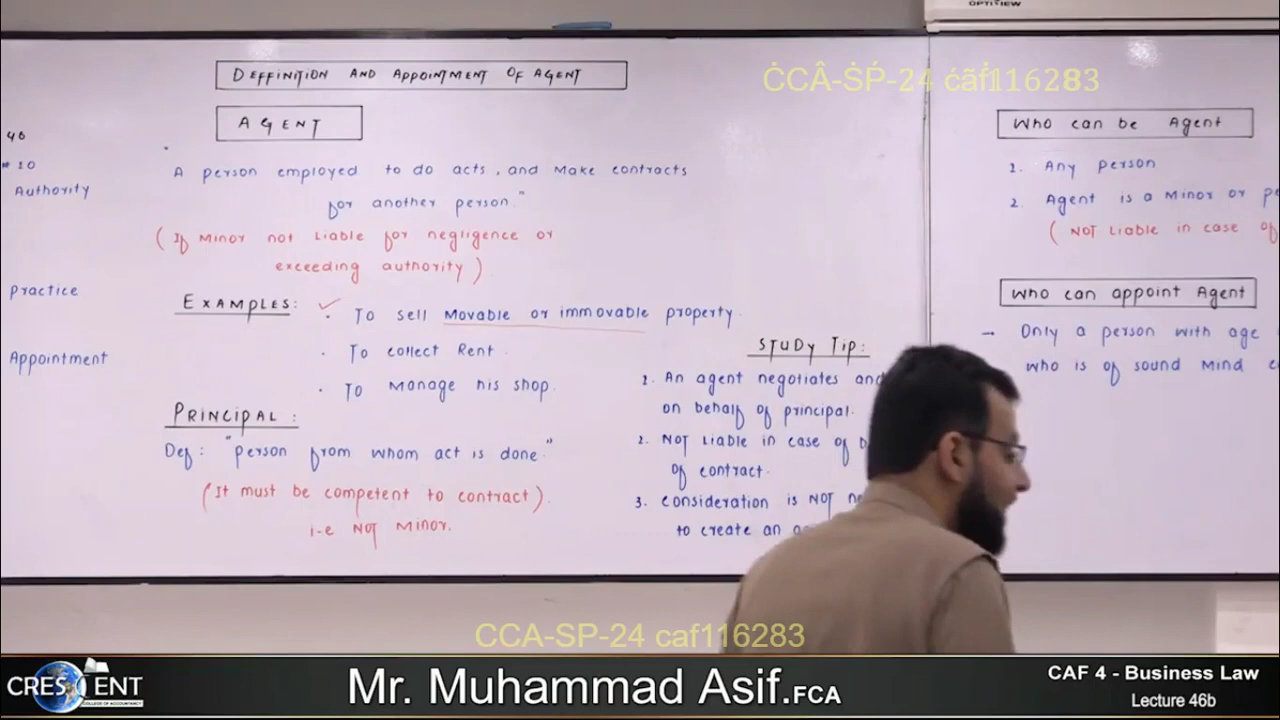 OPTIVIEW
DEFFINITION AND APPOINTMENT OF AGENT
AGENT
46
# 10
Authority
Practice
Appointment
A person employed to do acts, and Make contracts
for another person."
(If Minor not Liable for negligence or
exceeding authority)
EXAMPLES:
· To sell Movable or immovable property.
· To collect Rent.
· To Manage his shop.
PRINCIPAL:
Def: "person from whom act is done"
(It must be competent to contract).
i-e NOT Minor.
STUDY TIP:
1. An agent negotiates and
on behalf of principal.
2. NOT Liable in case of
of contract.
3. consideration is NOT
to create an
Who can be Agent
1. Any person
2. Agent is a Minor or
(NOT Liable in case of
Who can appoint Agent
- Only a person with age
who is of sound Mind
ĊCÂ-ŚṔ-24 ćãḟ116283
CCA-SP-24 caf116283
CRESCENT
COLLEGE OF ACCOUNTANCY
Mr. Muhammad Asif.FCA
CAF 4 - Business Law
Lecture 46b